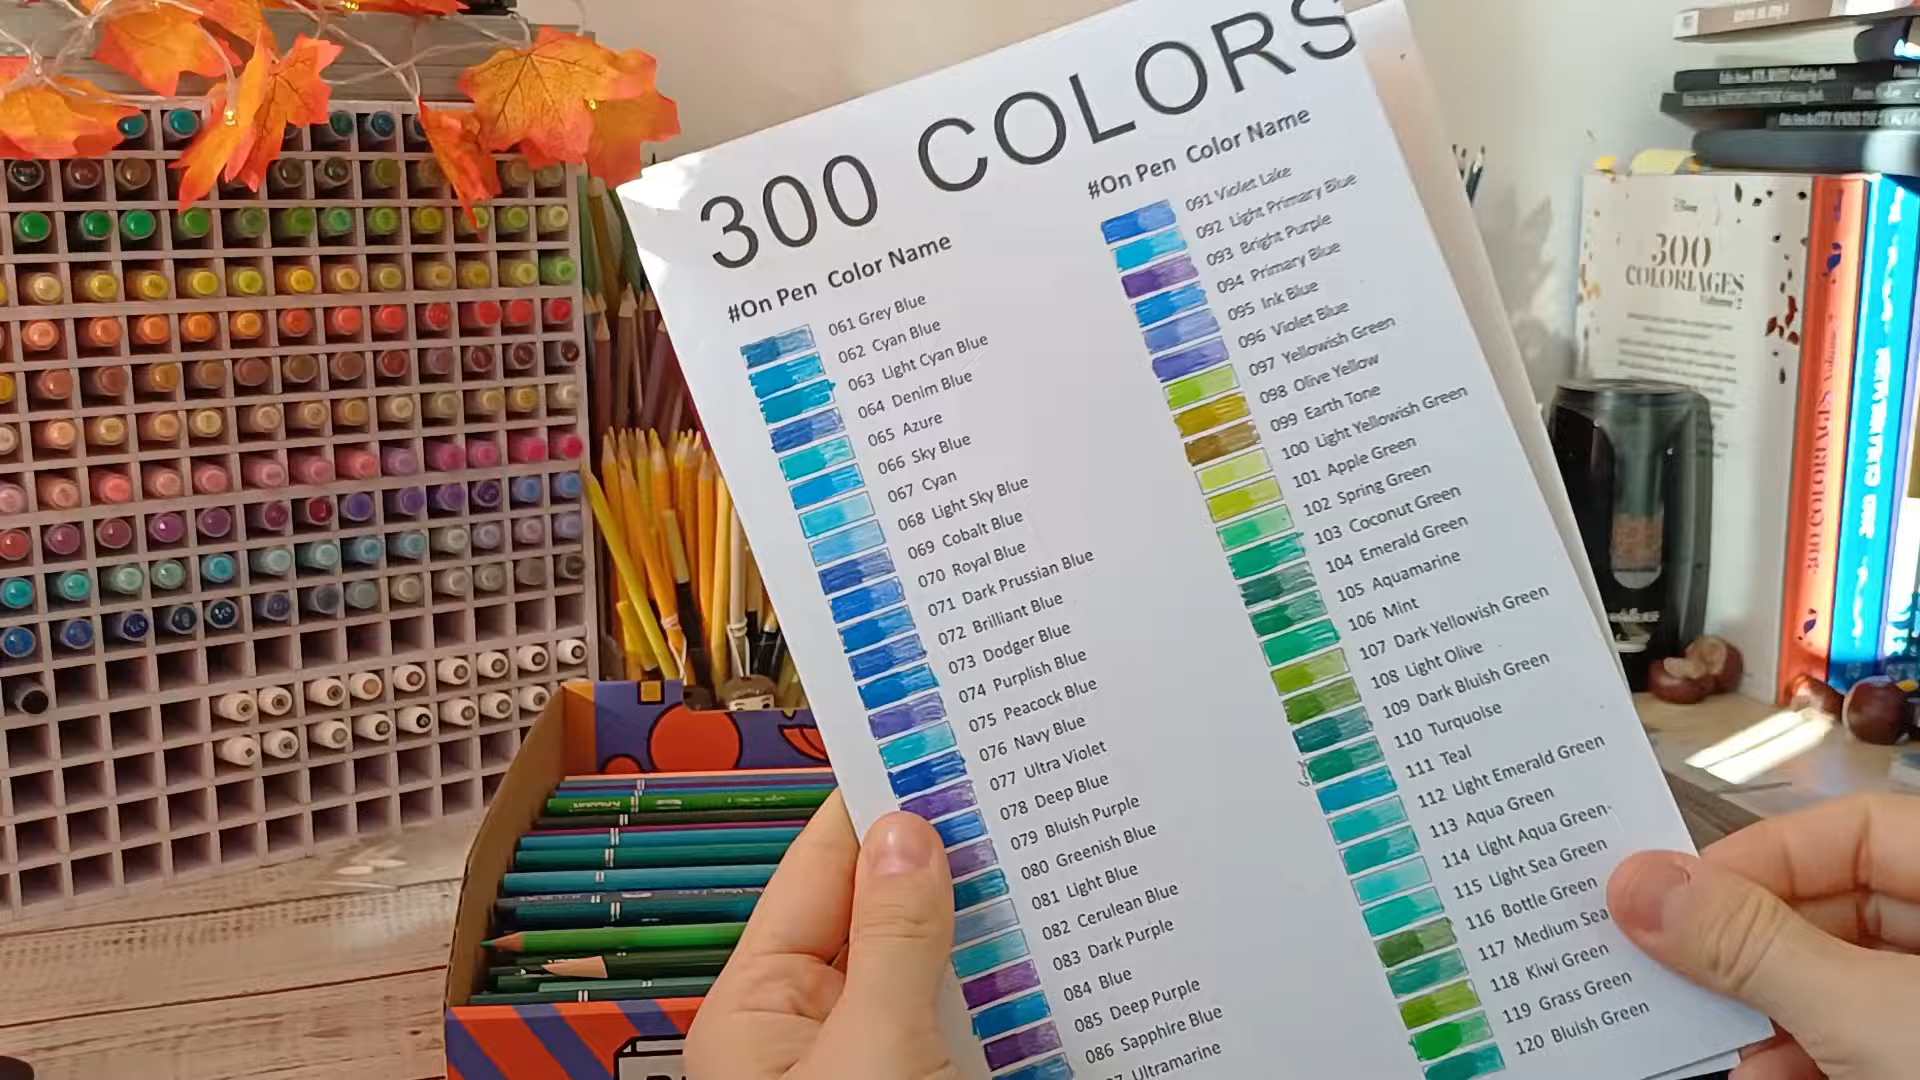 300 COLORS
#On Pen Color Name
061 Grey Blue
062 Cyan Blue
063 Light Cyan Blue
064 Denim Blue
065 Azure
066 Sky Blue
067 Cyan
068 Light Sky Blue
069 Cobalt Blue
070 Royal Blue
071 Dark Prussian Blue
072 Brilliant Blue
073 Dodger Blue
074 Purplish Blue
075 Peacock Blue
076 Navy Blue
077 Ultra Violet
078 Deep Blue
079 Bluish Purple
080 Greenish Blue
081 Light Blue
082 Cerulean Blue
083 Dark Purple
084 Blue
085 Deep Purple
086 Sapphire Blue
Ultramarine
#On Pen Color Name
091 Violet Lake
092 Light Primary Blue
093 Bright Purple
094 Primary Blue
095 Ink Blue
096 Violet Blue
097 Yellowish Green
098 Olive Yellow
099 Earth Tone
100 Light Yellowish Green
101 Apple Green
102 Spring Green
103 Coconut Green
104 Emerald Green
105 Aquamarine
106 Mint
107 Dark Yellowish Green
108 Light Olive
109 Dark Bluish Green
110 Turquoise
111 Teal
112 Light Emerald Green
113 Aqua Green
114 Light Aqua Green
115 Light Sea Green
116 Bottle Green
117 Medium Sea
118 Kiwi Green
119 Grass Green
120 Bluish Green
Disney
300
COLORIAGES
Volume 2
300 COLORIAGES